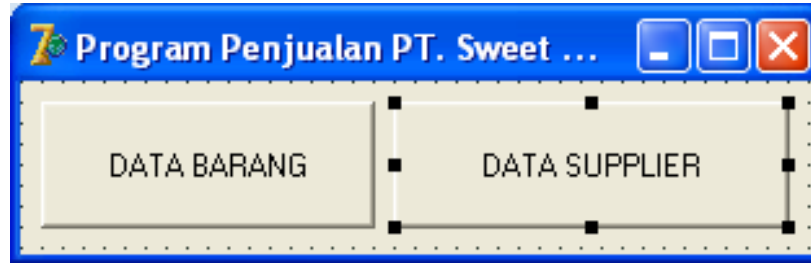 Program Penjualan PT. Sweet ...
DATA BARANG
DATA SUPPLIER